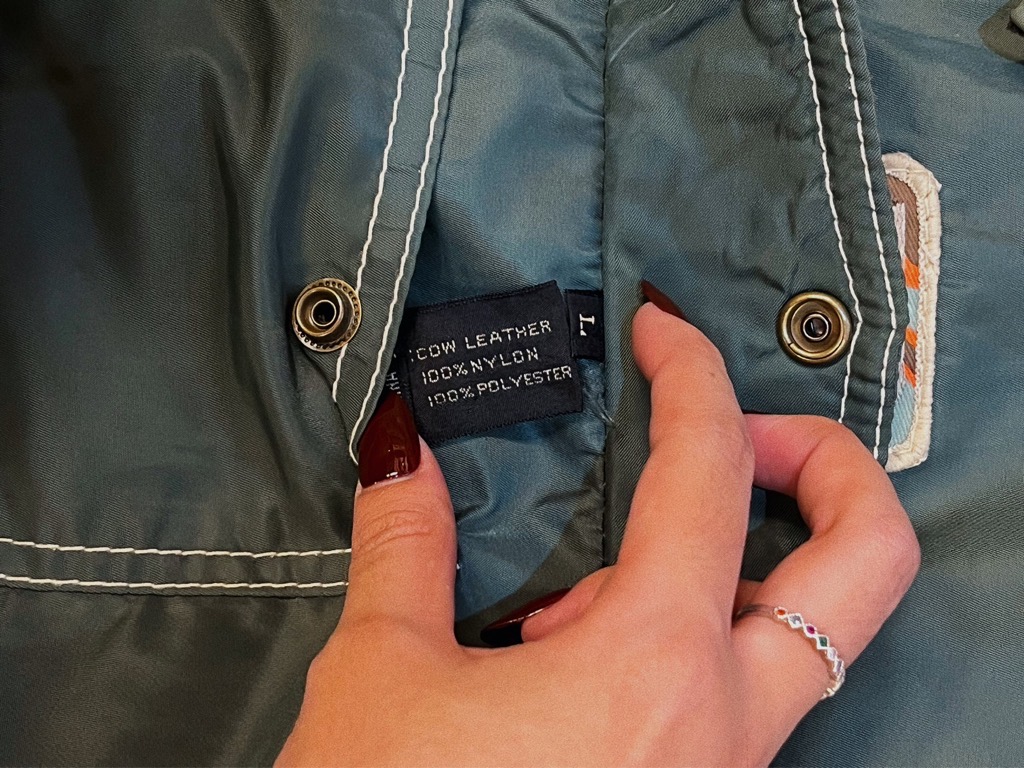 COW LEATHER
100% NYLON
100% POLYESTER
L